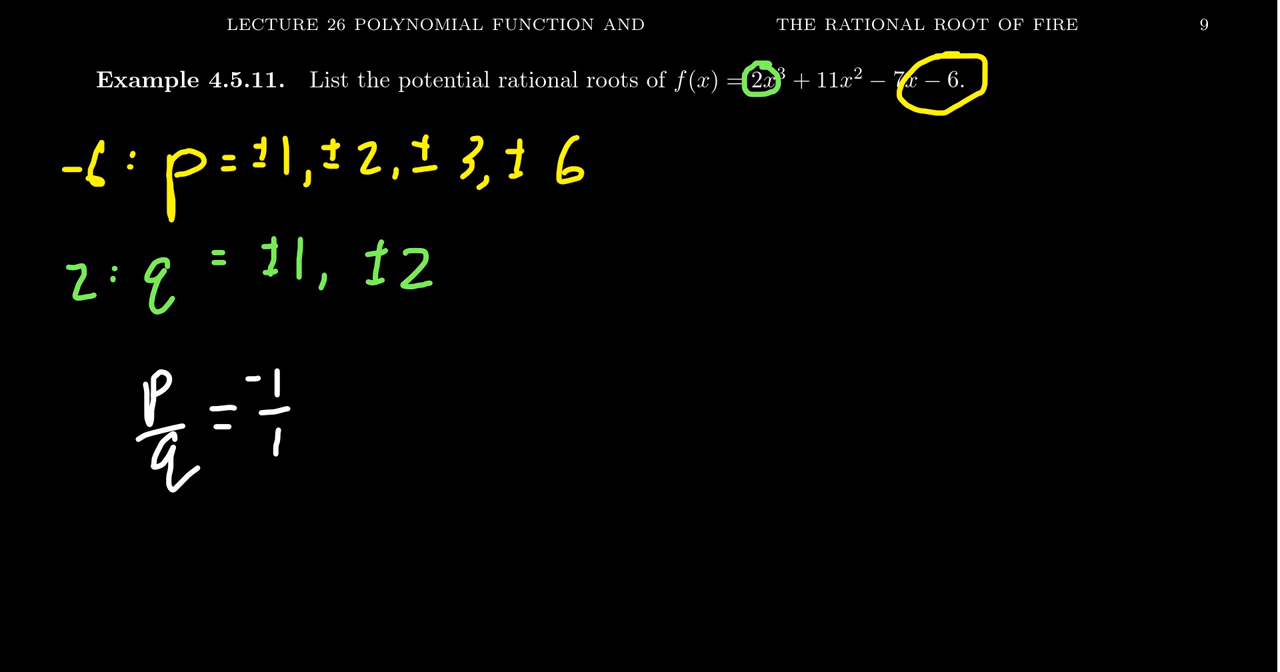 LECTURE 26 POLYNOMIAL FUNCTION AND THE RATIONAL ROOT OF FIRE 9
Example 4.5.11. List the potential rational roots of f(x) = 2x³ + 11x² − 7x − 6.
-6 : p = ±1, ±2, ±3, ±6
2 : q = ±1, ±2
p/q = -1/1